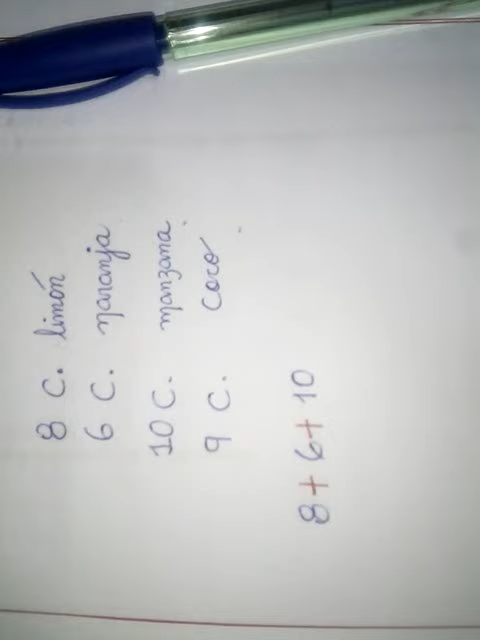 8 C. limón
6 C. naranja
10 C. manzana
9 C. coco
8 + 6 + 10